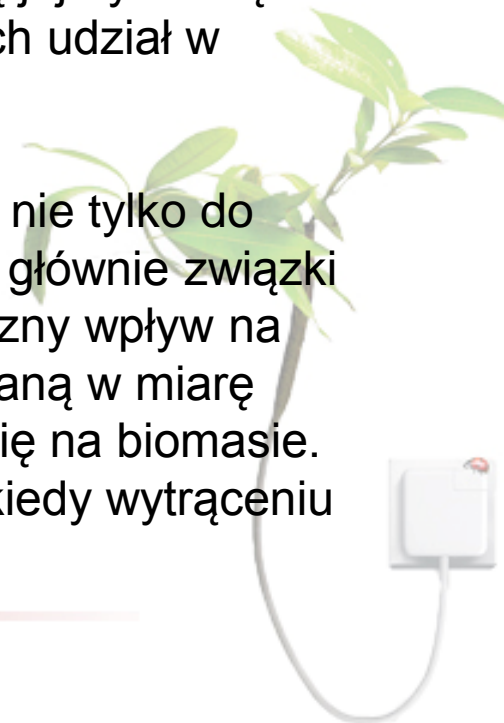 ch udział w
nie tylko do
głównie związki
zny wpływ na
aną w miarę
ię na biomasie.
kiedy wytrąceniu